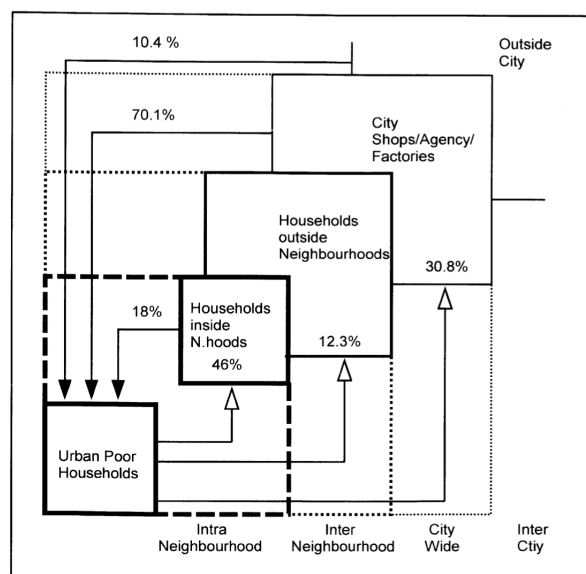 10.4 %
Outside
City
70.1%
City
Shops/Agency/
Factories
Households
outside
Neighbourhoods
30.8%
18%
Households
inside
N.hoods
46%
12.3%
Urban Poor
Households
Intra
Neighbourhood
Inter
Neighbourhood
City
Wide
Inter
Ctiy